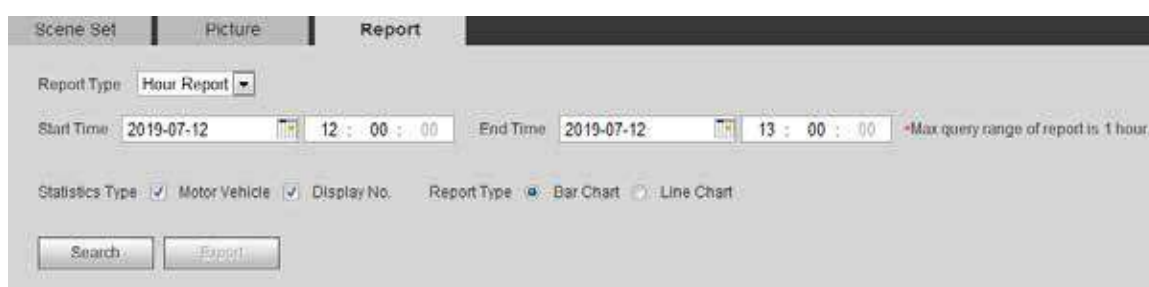 Scene Set Picture Report
Report Type Hour Report
Start Time 2019-07-12 12 : 00 : 00 End Time 2019-07-12 13 : 00 : 00 *Max query range of report is 1 hour.
Statistics Type Motor Vehicle Display No. Report Type Bar Chart Line Chart
Search Export